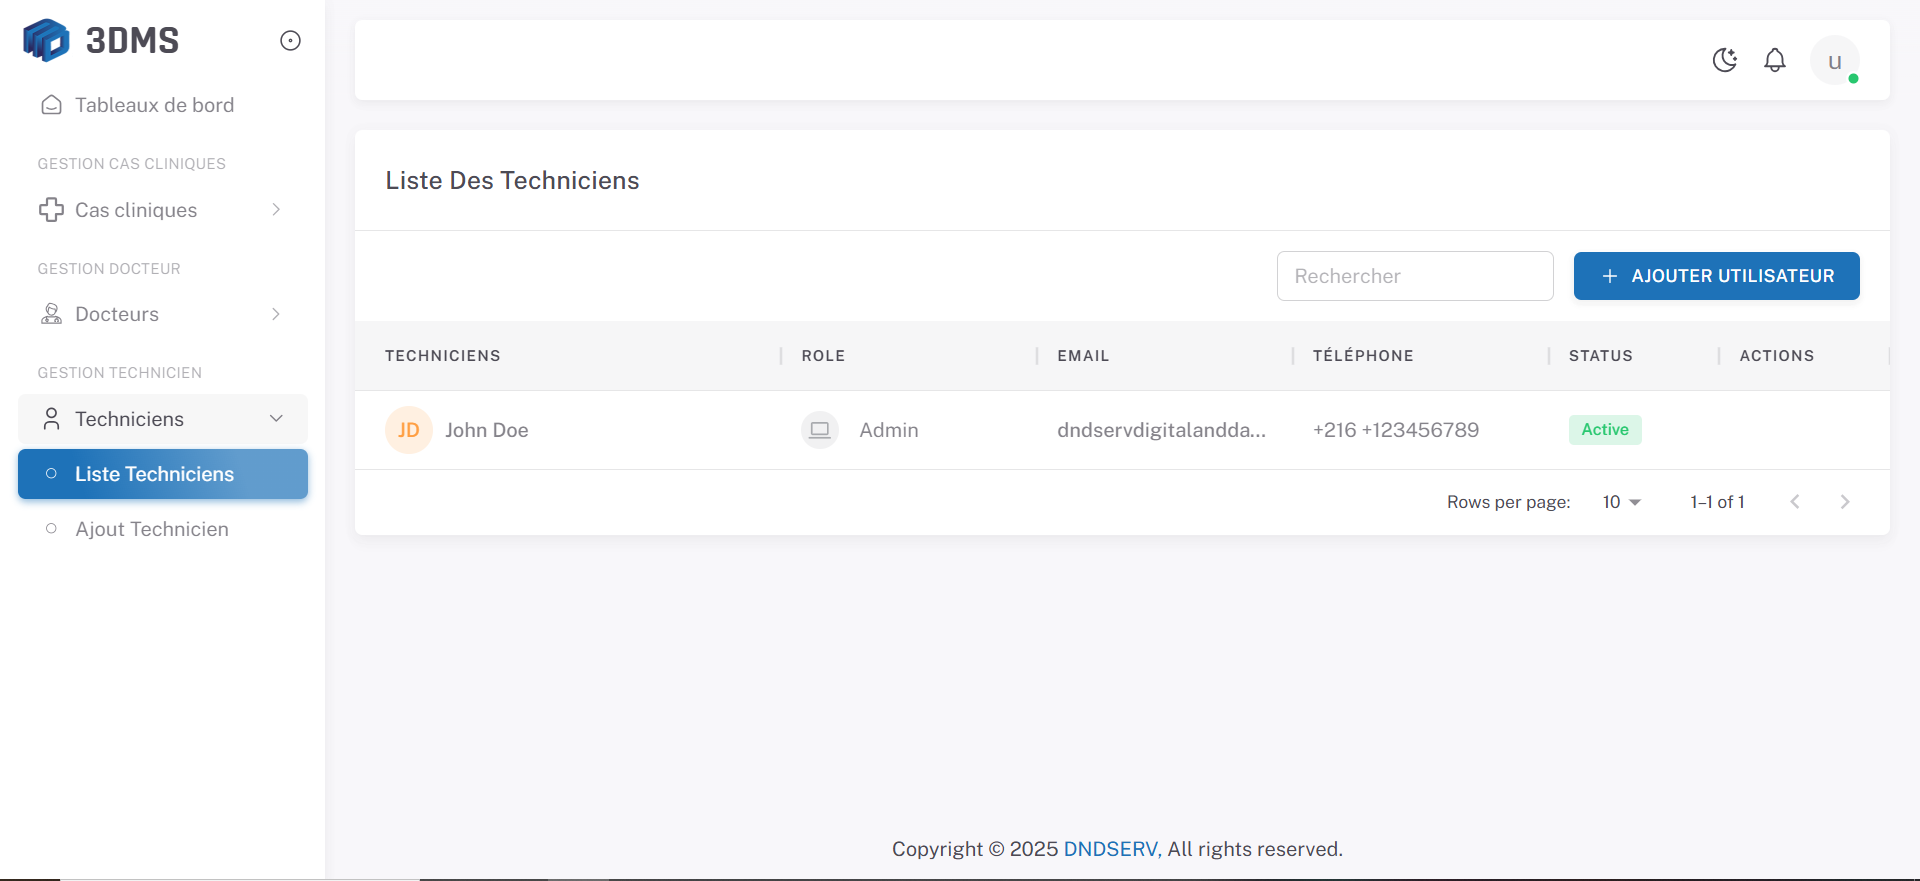 3DMS
Tableaux de bord
GESTION CAS CLINIQUES
Cas cliniques
GESTION DOCTEUR
Docteurs
GESTION TECHNICIEN
Techniciens
Liste Techniciens
Ajout Technicien
u
Liste Des Techniciens
Rechercher
AJOUTER UTILISATEUR
TECHNICIENS ROLE EMAIL TÉLÉPHONE STATUS ACTIONS
JD John Doe Admin dndservdigitalandda... +216 +123456789 Active
Rows per page: 10 1–1 of 1
Copyright © 2025 DNDSERV, All rights reserved.